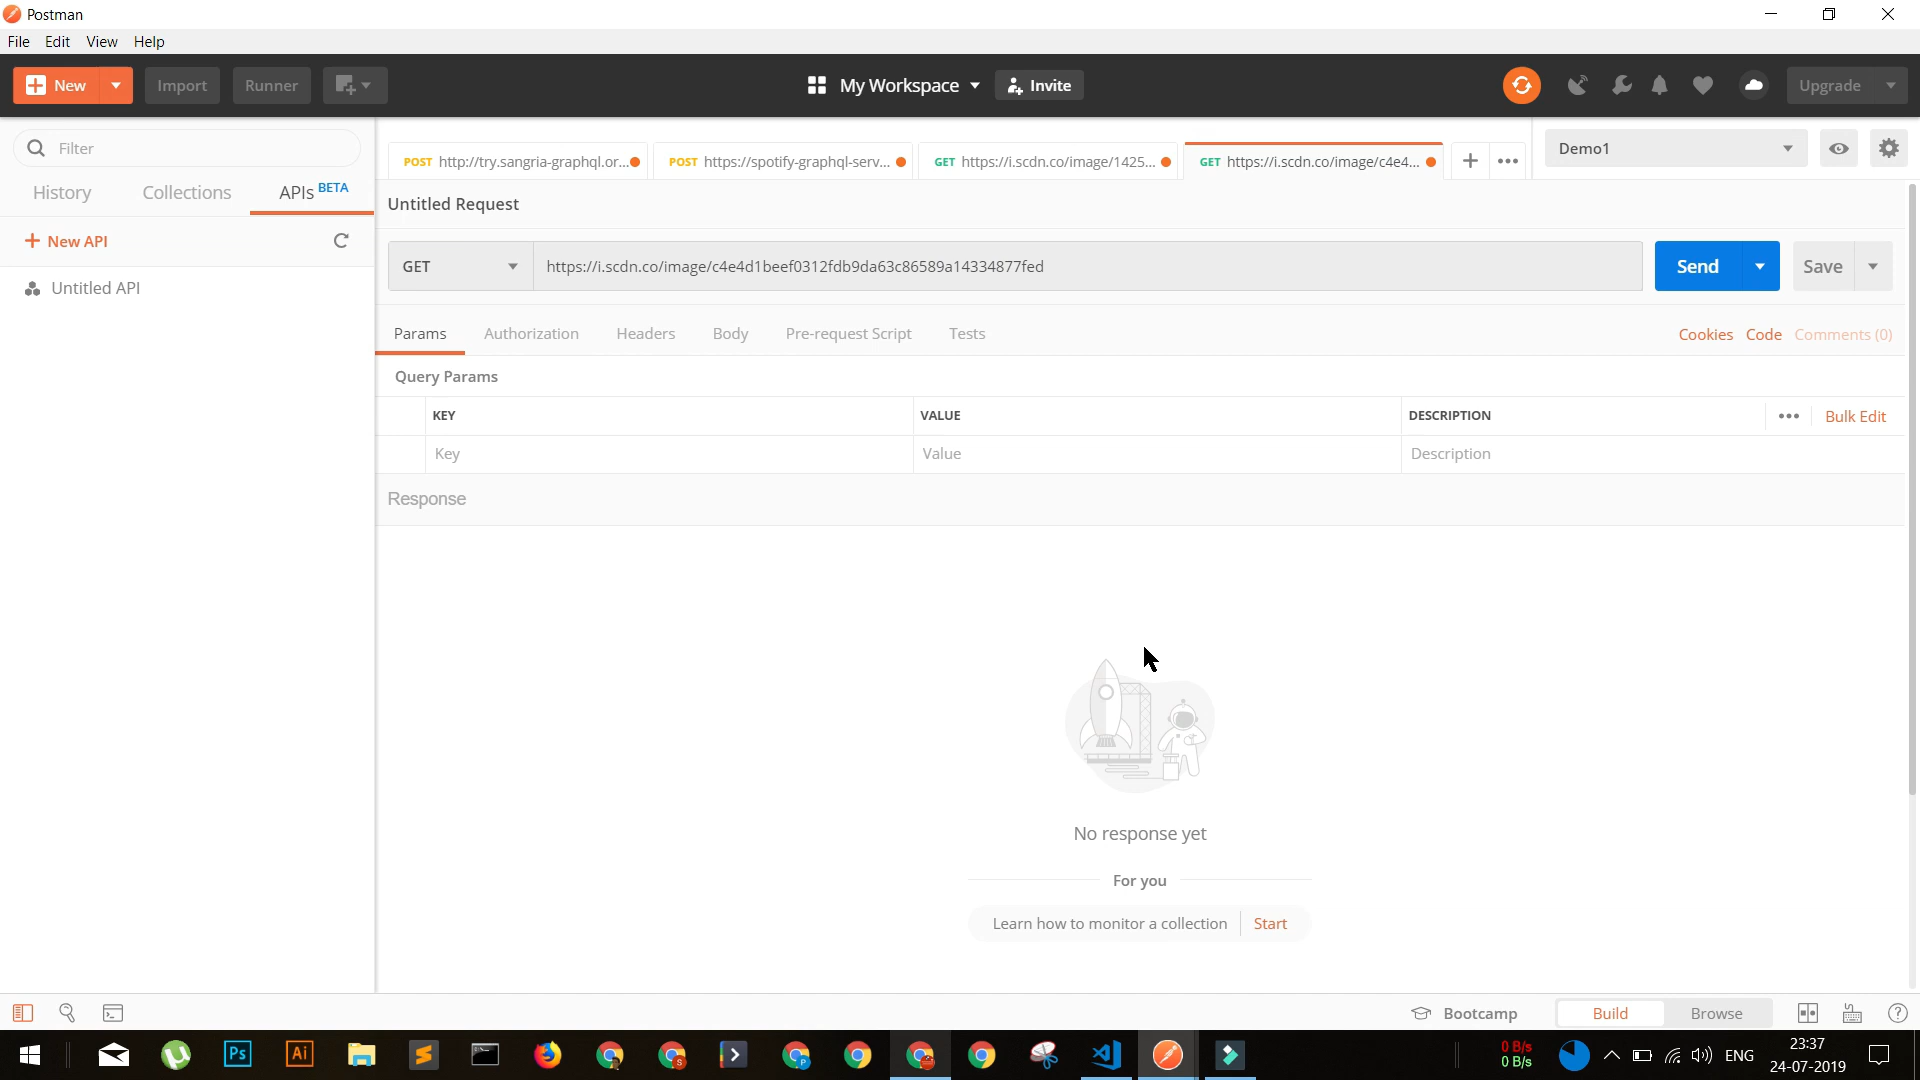 Postman
File Edit View Help
New Import Runner My Workspace Invite Upgrade
Filter
History Collections APIs BETA
New API
Untitled API
POST http://try.sangria-graphql.or... POST https://spotify-graphql-serv... GET https://i.scdn.co/image/1425... GET https://i.scdn.co/image/c4e4...
Demo1
Untitled Request
GET https://i.scdn.co/image/c4e4d1beef0312fdb9da63c86589a14334877fed Send Save
Params Authorization Headers Body Pre-request Script Tests Cookies Code Comments (0)
Query Params
KEY VALUE DESCRIPTION Bulk Edit
Key Value Description
Response
No response yet
For you
Learn how to monitor a collection Start
Bootcamp Build Browse
Ps Ai S P
0 B/s
0 B/s
ENG
23:37
24-07-2019